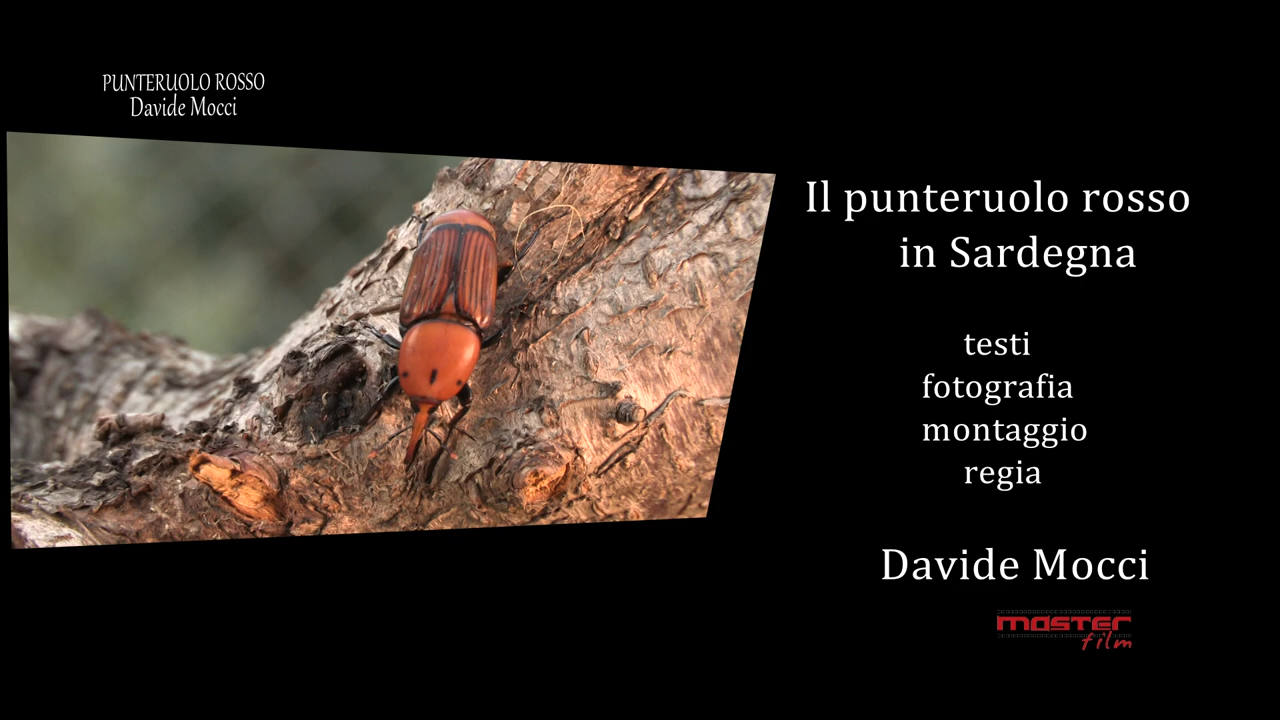 PUNTERUOLO ROSSO
Davide Mocci
Il punteruolo rosso
in Sardegna
testi
fotografia
montaggio
regia
Davide Mocci
master
film